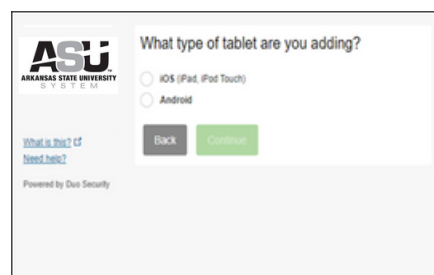 ASU
ARKANSAS STATE UNIVERSITY
SYSTEM
What is this?
Need help?
Powered by Duo Security
What type of tablet are you adding?
iOS (iPad, iPod Touch)
Android
Back
Continue